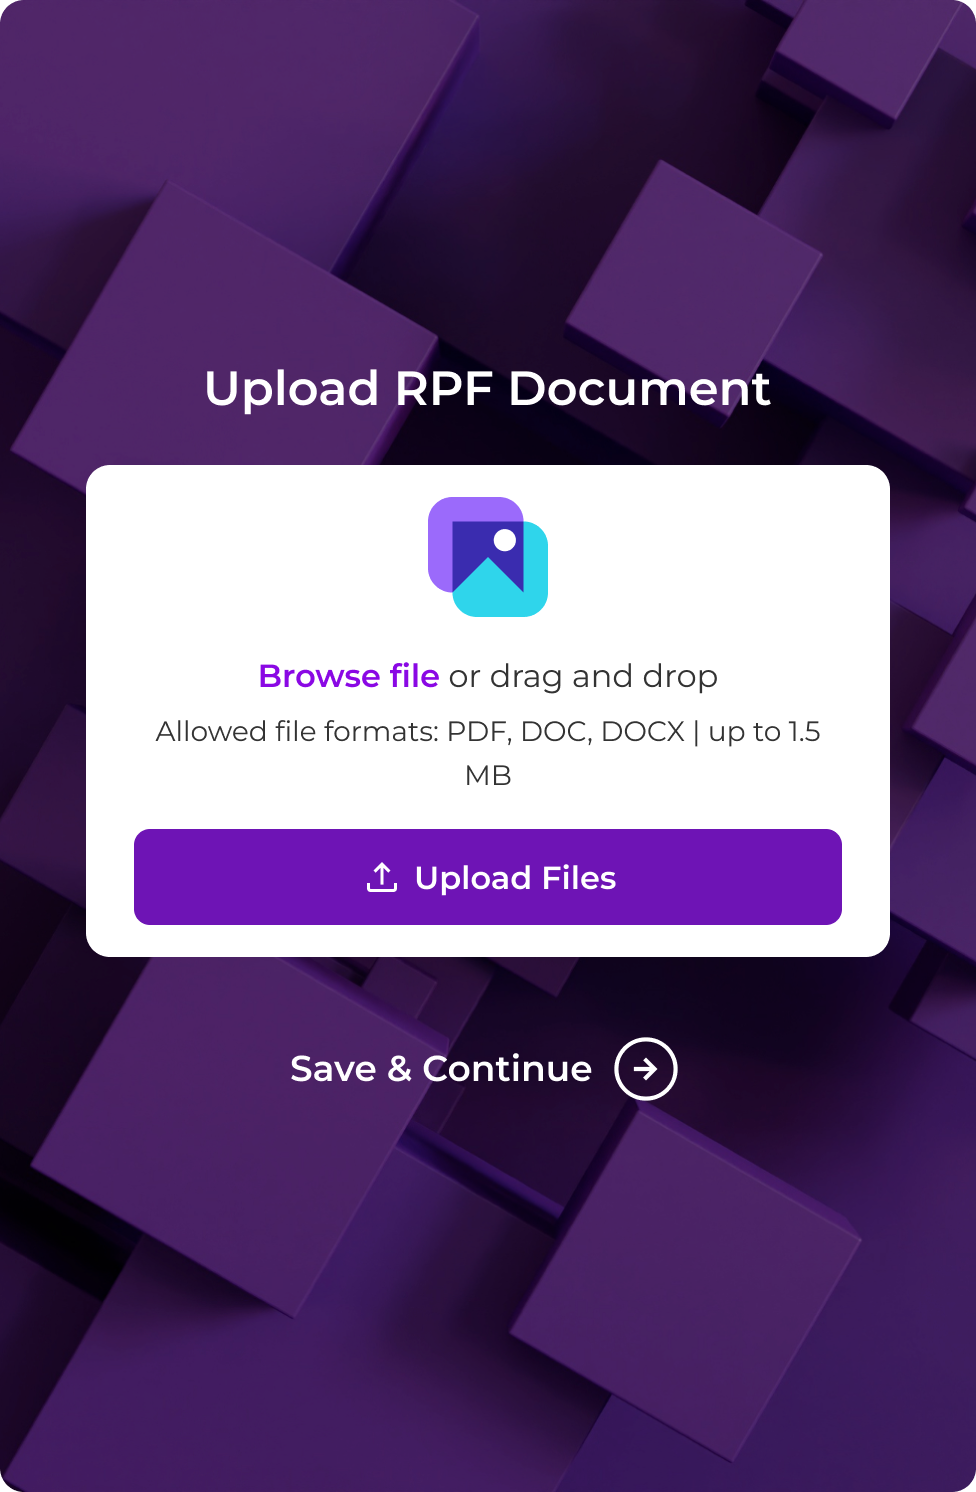 Upload RPF Document
Browse file or drag and drop
Allowed file formats: PDF, DOC, DOCX | up to 1.5
MB
Upload Files
Save & Continue